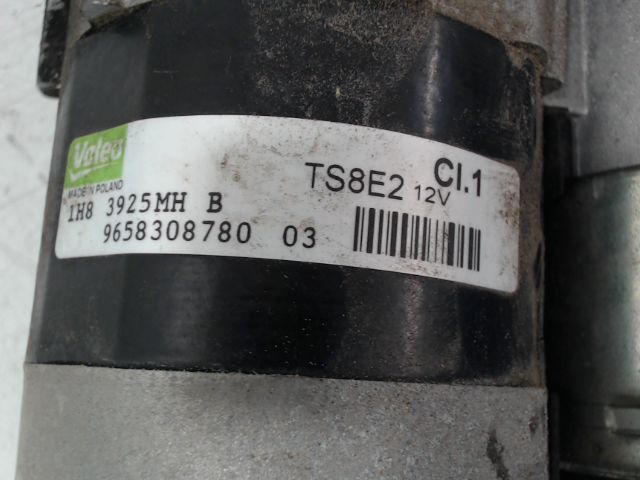 Valeo
MADE IN POLAND
1H8 3925MH B
9658308780 03
TS8E2 12V
Cl.1